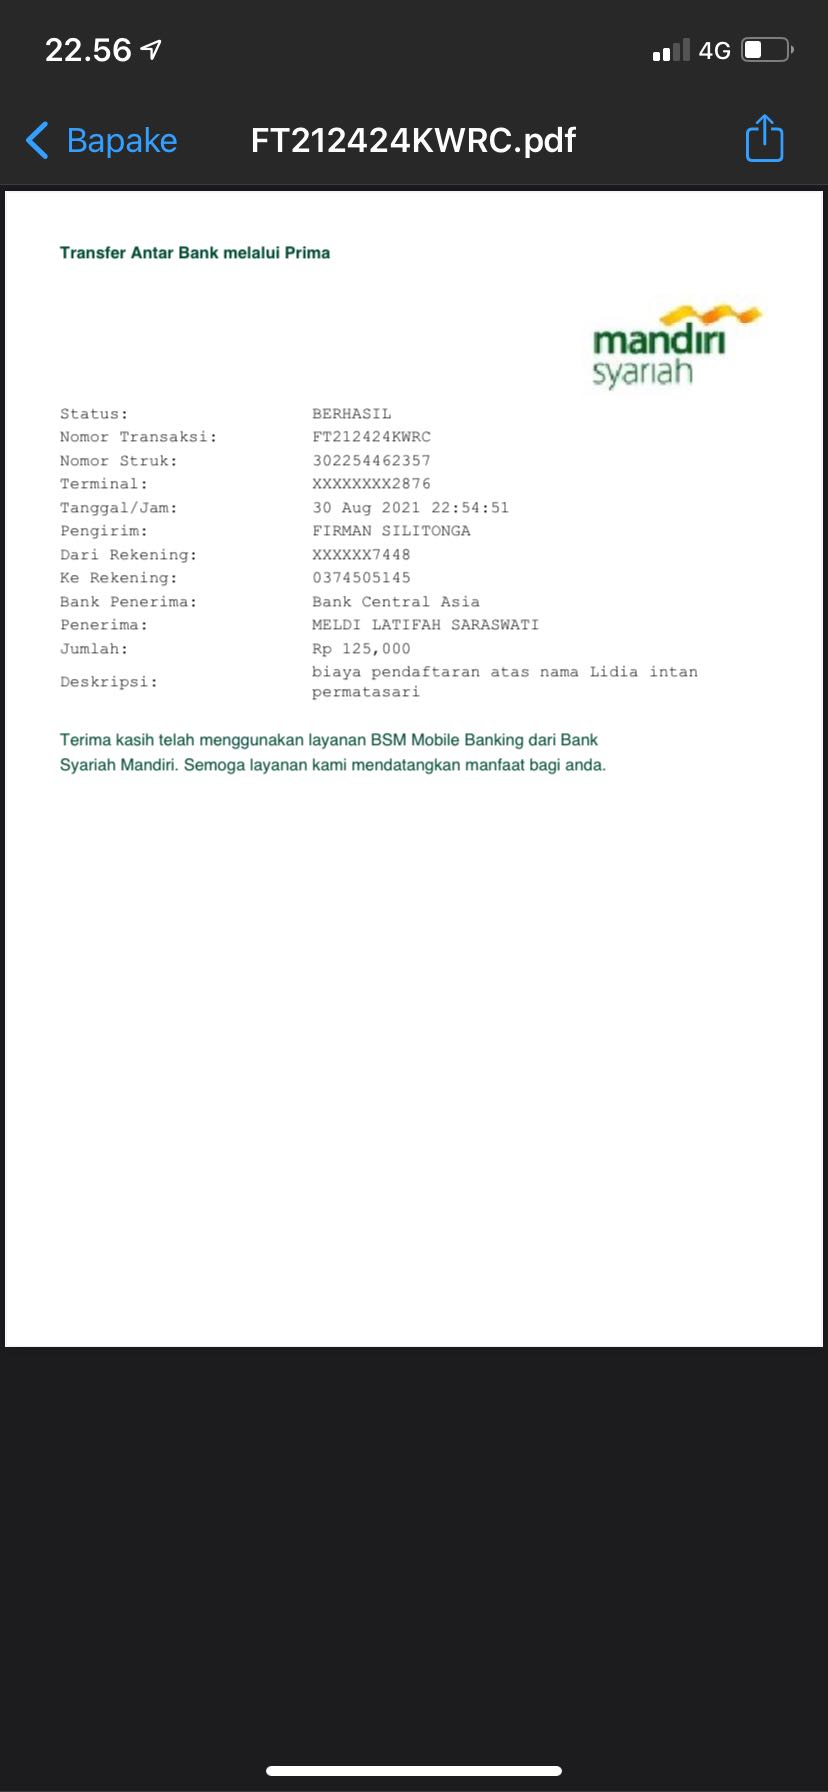 22.56
4G
Bapake
FT212424KWRC.pdf
Transfer Antar Bank melalui Prima
mandiri
syariah
Status: BERHASIL
Nomor Transaksi: FT212424KWRC
Nomor Struk: 302254462357
Terminal: XXXXXXXX2876
Tanggal/Jam: 30 Aug 2021 22:54:51
Pengirim: FIRMAN SILITONGA
Dari Rekening: XXXXXX7448
Ke Rekening: 0374505145
Bank Penerima: Bank Central Asia
Penerima: MELDI LATIFAH SARASWATI
Jumlah: Rp 125,000
Deskripsi: biaya pendaftaran atas nama Lidia intan
permatasari
Terima kasih telah menggunakan layanan BSM Mobile Banking dari Bank
Syariah Mandiri. Semoga layanan kami mendatangkan manfaat bagi anda.